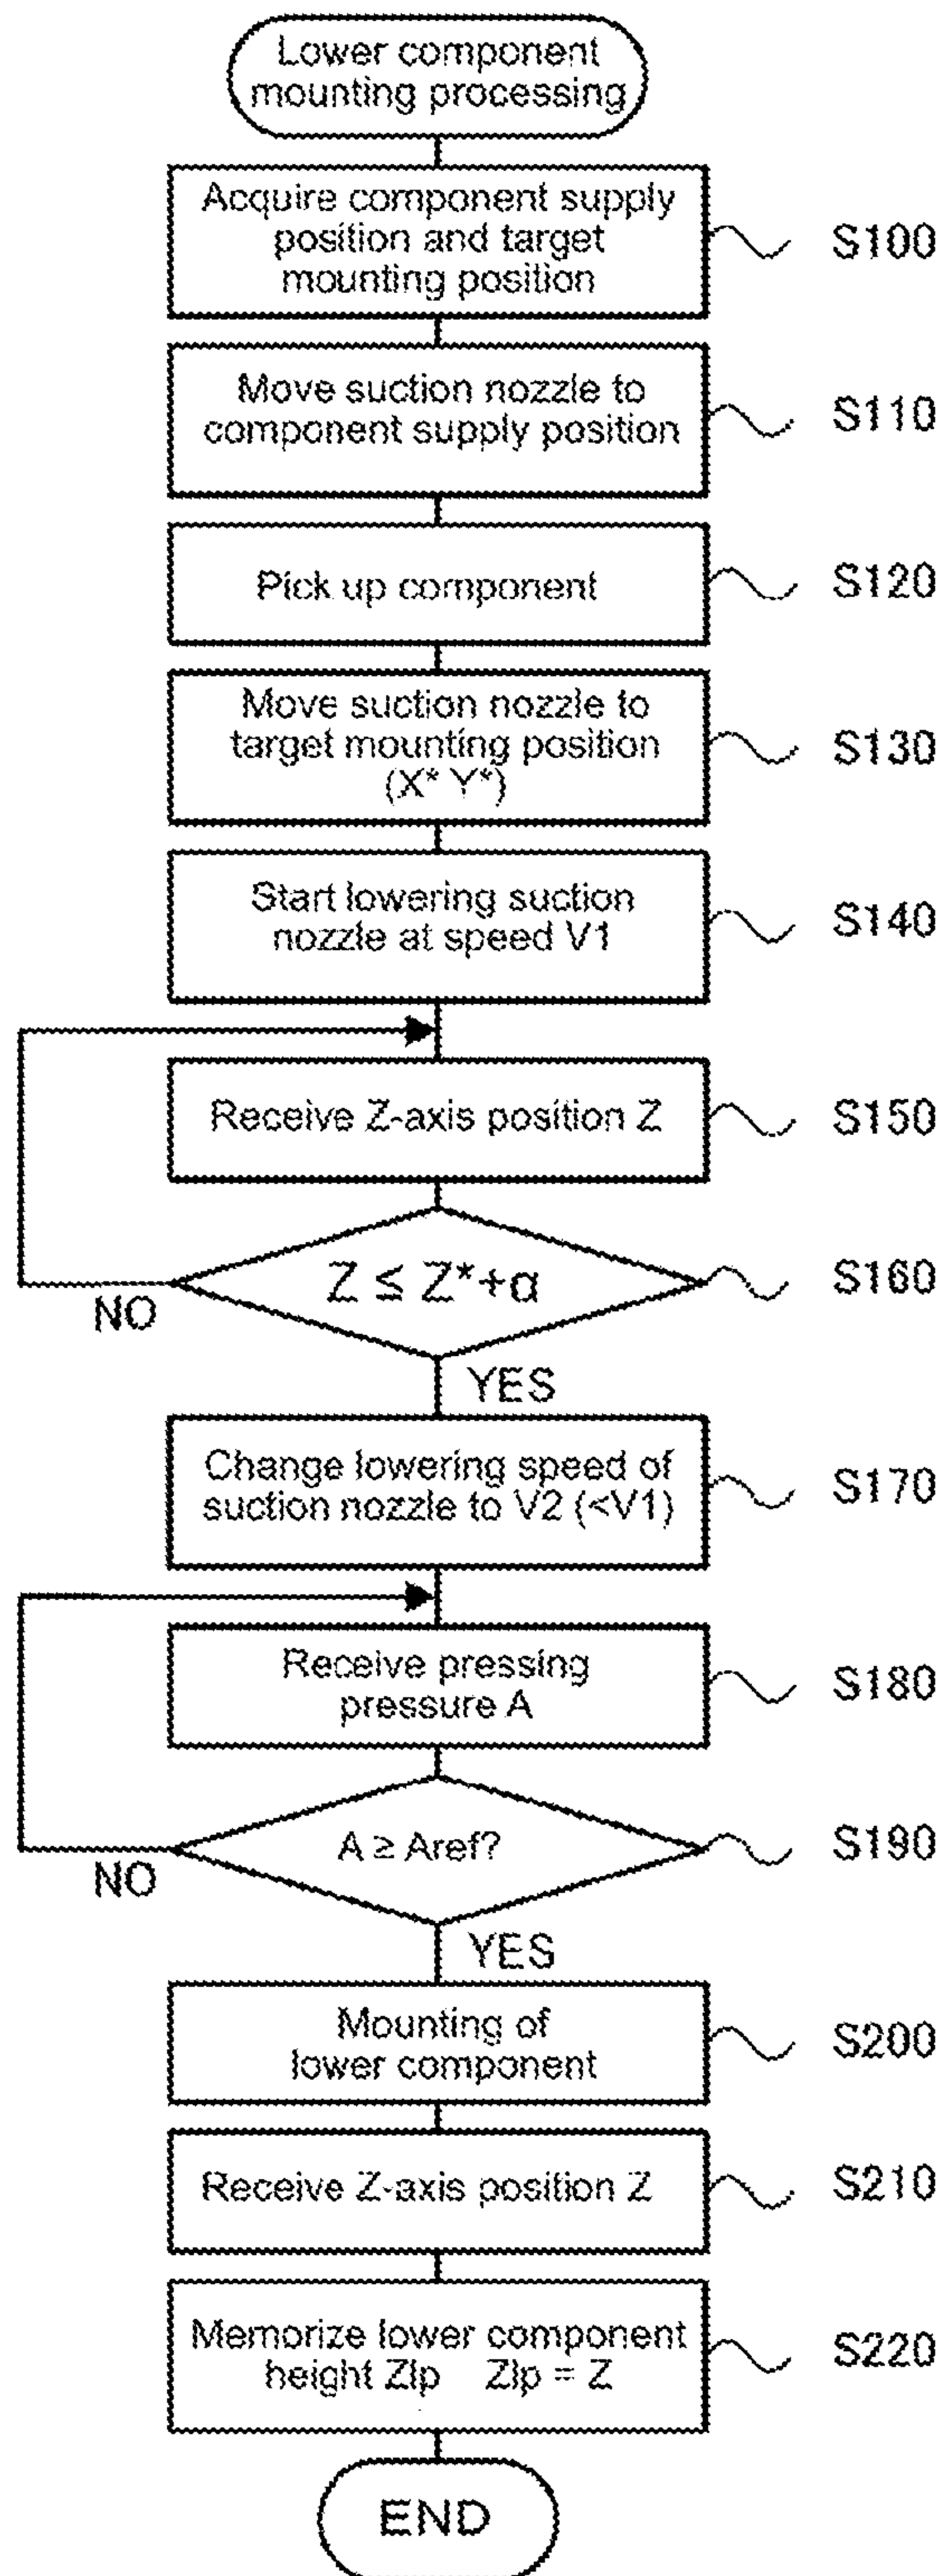 Lower component
mounting processing
Acquire component supply
position and target
mounting position
S100
Move suction nozzle to
component supply position
S110
Pick up component
S120
Move suction nozzle to
target mounting position
(X* Y*)
S130
Start lowering suction
nozzle at speed V1
S140
Receive Z-axis position Z
S150
Z ≤ Z*+α
S160
NO
YES
Change lowering speed of
suction nozzle to V2 (<V1)
S170
Receive pressing
pressure A
S180
A ≥ Aref?
S190
NO
YES
Mounting of
lower component
S200
Receive Z-axis position Z
S210
Memorize lower component
height Zlp Zlp = Z
S220
END